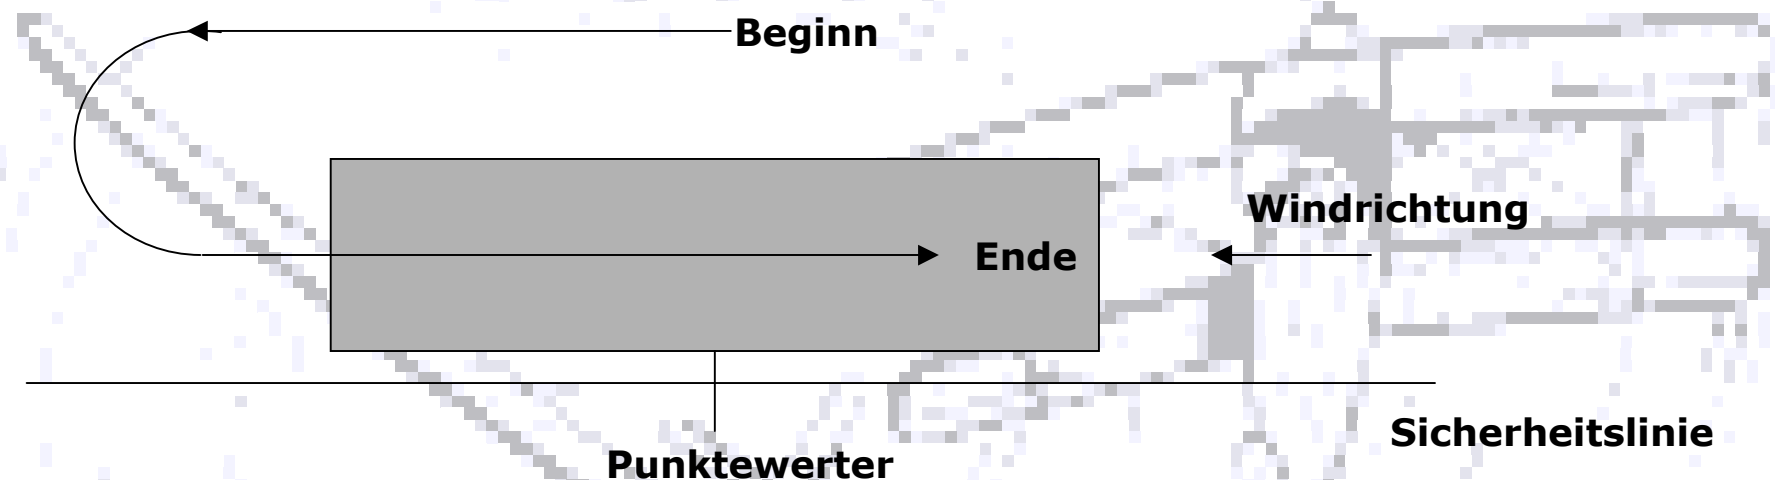 Beginn
Windrichtung
Ende
Sicherheitslinie
Punktewerter